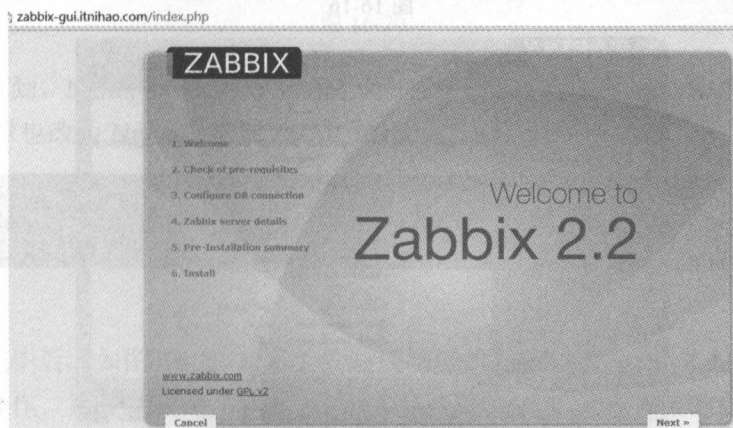 zabbix-gui.itnihao.com/index.php
ZABBIX
1. Welcome
2. Check of pre-requisites
3. Configure DB connection
4. Zabbix server details
5. Pre-Installation summary
6. Install
Welcome to
Zabbix 2.2
www.zabbix.com
Licensed under GPL v2
Cancel
Next »